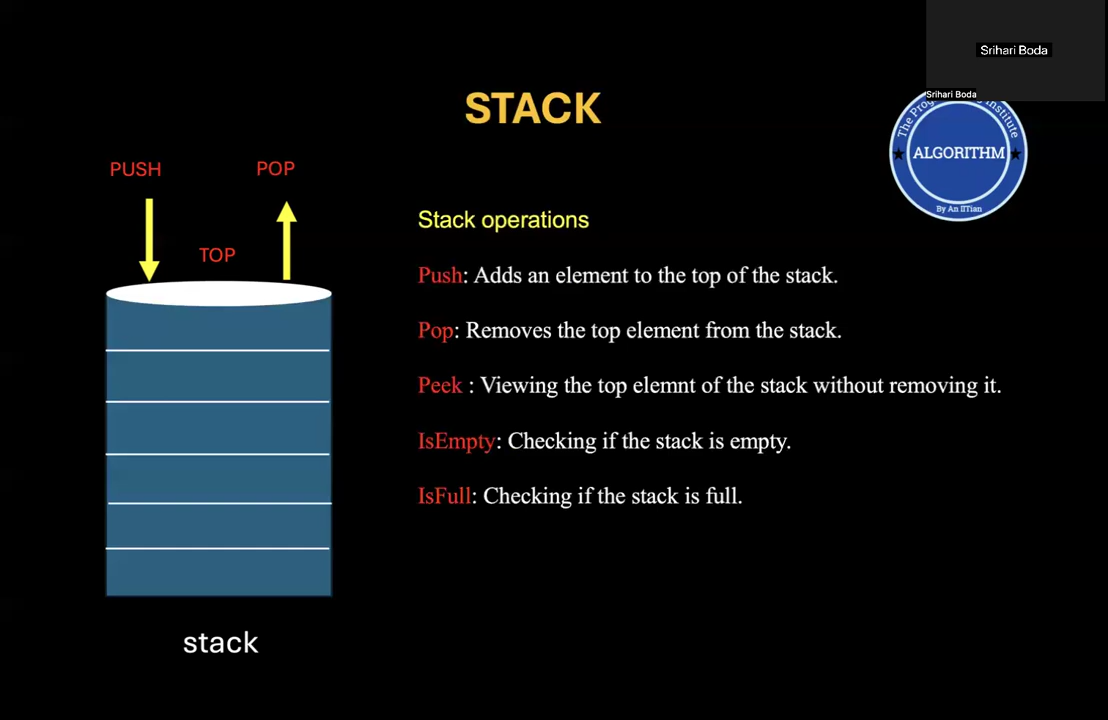 Srihari Boda
Srihari Boda
STACK
ALGORITHM
By An IITian
PUSH
POP
TOP
Stack operations
Push: Adds an element to the top of the stack.
Pop: Removes the top element from the stack.
Peek : Viewing the top elemnt of the stack without removing it.
IsEmpty: Checking if the stack is empty.
IsFull: Checking if the stack is full.
stack